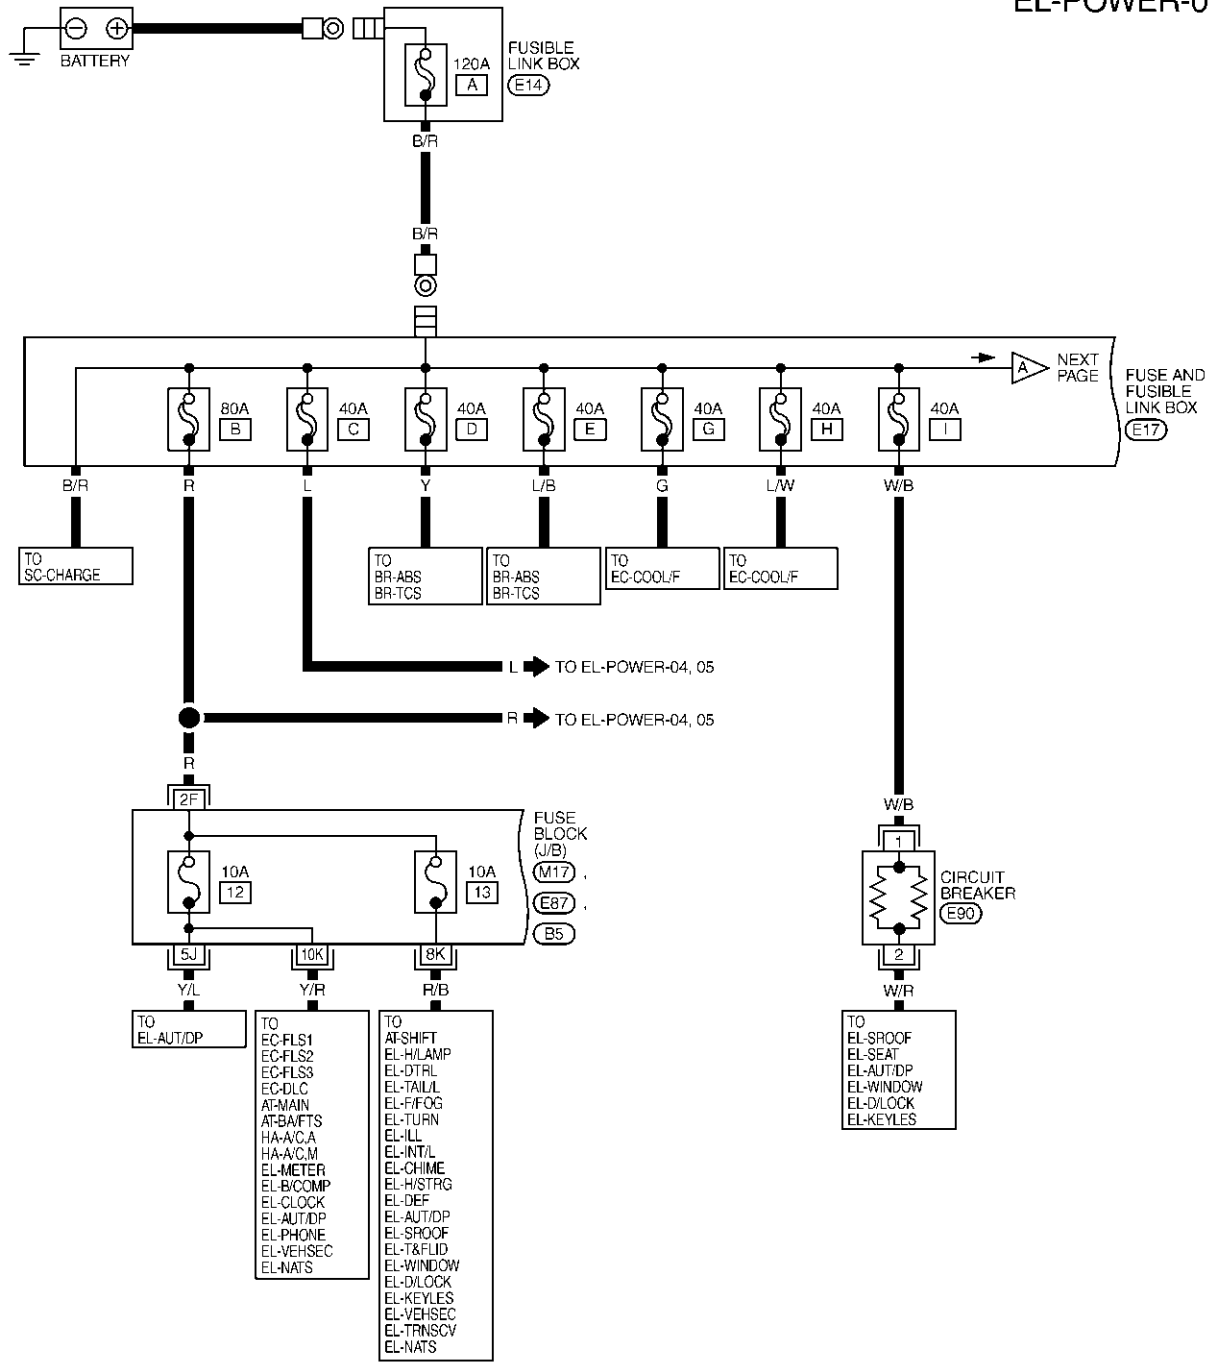 EL-POWER-0
BATTERY
FUSIBLE
LINK BOX
E14
120A
A
B/R
B/R
A
NEXT
PAGE
FUSE AND
FUSIBLE
LINK BOX
E17
80A
B
40A
C
40A
D
40A
E
40A
G
40A
H
40A
I
B/R
R
L
Y
L/B
G
L/W
W/B
TO
SC-CHARGE
TO
BR-ABS
BR-TCS
TO
BR-ABS
BR-TCS
TO
EC-COOL/F
TO
EC-COOL/F
L
TO EL-POWER-04, 05
R
TO EL-POWER-04, 05
R
2F
FUSE
BLOCK
(J/B)
M17 ,
E87 ,
B5
10A
12
10A
13
5J
10K
8K
Y/L
Y/R
R/B
W/B
1
CIRCUIT
BREAKER
E90
2
W/R
TO
EL-AUT/DP
TO
EC-FLS1
EC-FLS2
EC-FLS3
EC-DLC
AT-MAIN
AT-BA/FTS
HA-A/C,A
HA-A/C,M
EL-METER
EL-B/COMP
EL-CLOCK
EL-AUT/DP
EL-PHONE
EL-VEHSEC
EL-NATS
TO
AT-SHIFT
EL-H/LAMP
EL-DTRL
EL-TAIL/L
EL-F/FOG
EL-TURN
EL-ILL
EL-INT/L
EL-CHIME
EL-H/STRG
EL-DEF
EL-AUT/DP
EL-SROOF
EL-T&FLID
EL-WINDOW
EL-D/LOCK
EL-KEYLES
EL-VEHSEC
EL-TRNSCV
EL-NATS
TO
EL-SROOF
EL-SEAT
EL-AUT/DP
EL-WINDOW
EL-D/LOCK
EL-KEYLES